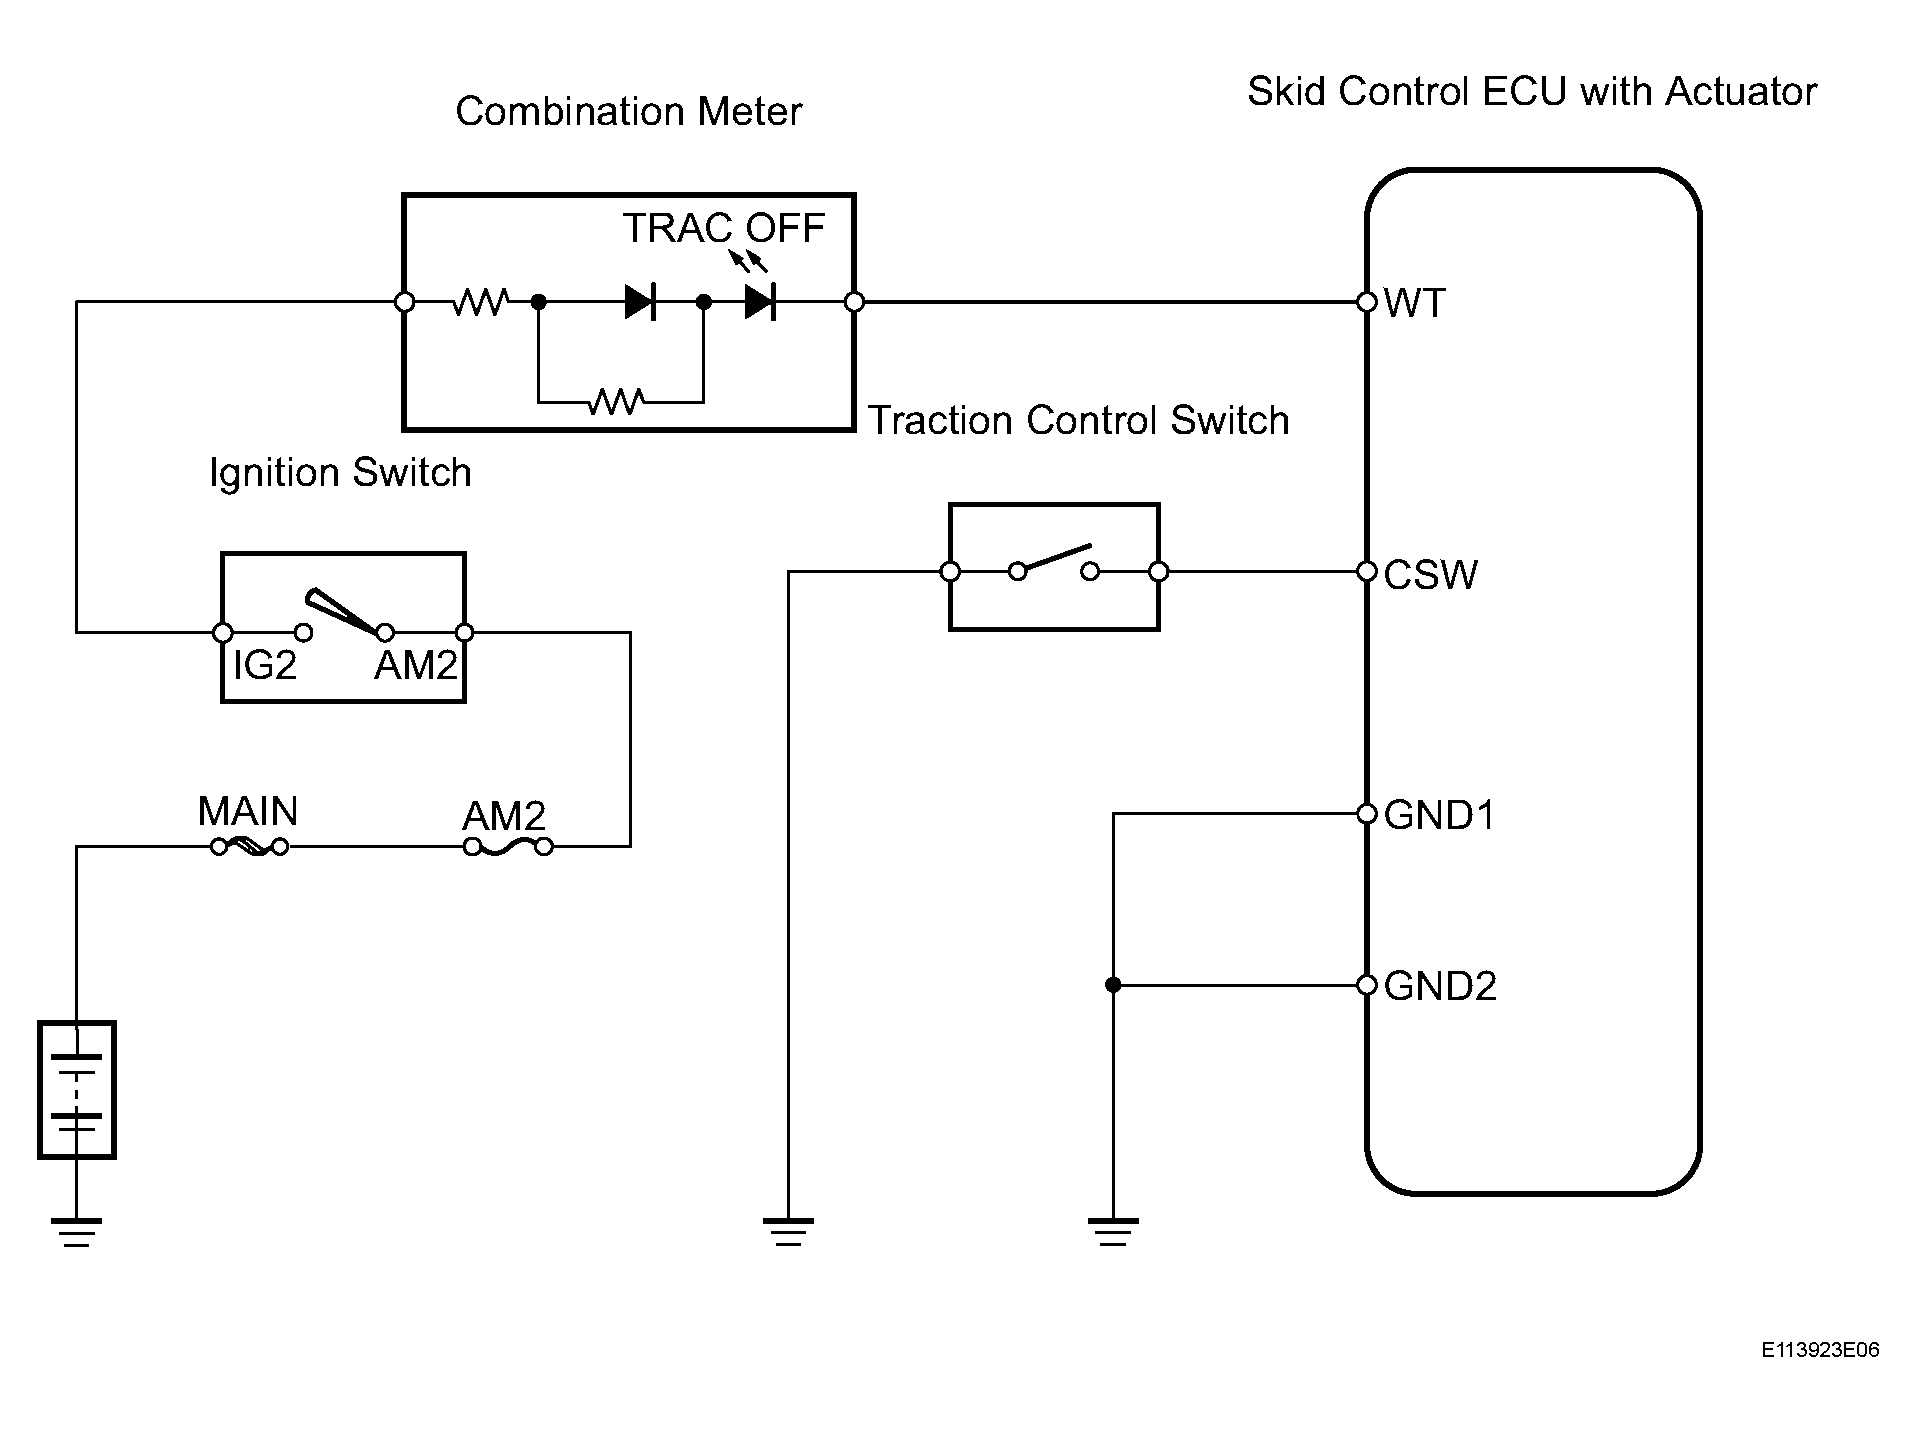 Skid Control ECU with Actuator
Combination Meter
TRAC OFF
WT
Traction Control Switch
Ignition Switch
CSW
IG2
AM2
MAIN
AM2
GND1
GND2
E113923E06